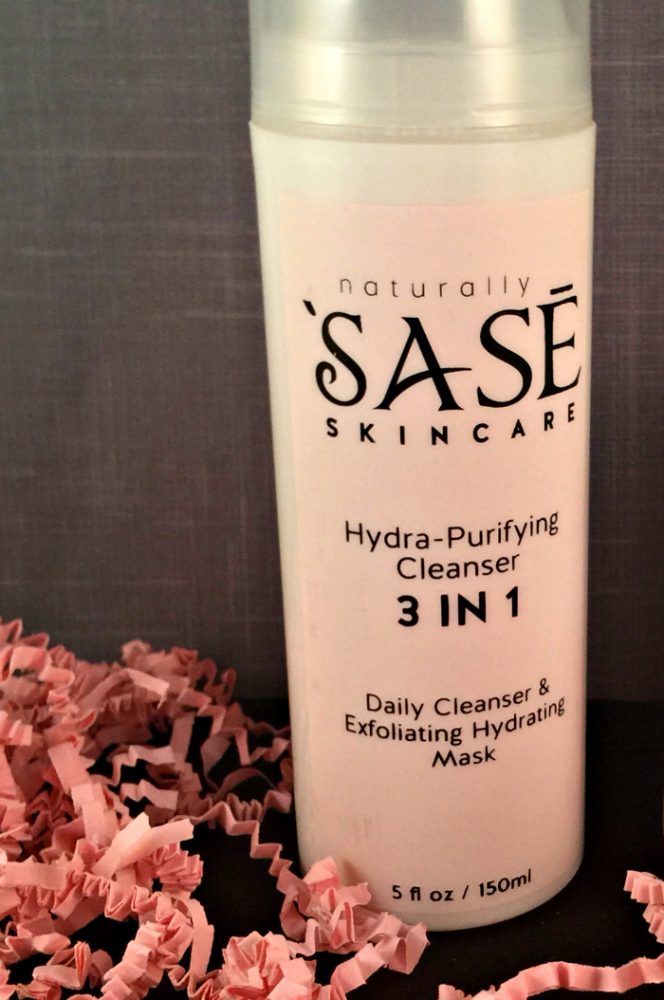 naturally
`SASĒ
SKINCARE
Hydra-Purifying
Cleanser
3 IN 1
Daily Cleanser &
Exfoliating Hydrating
Mask
5 fl oz / 150ml